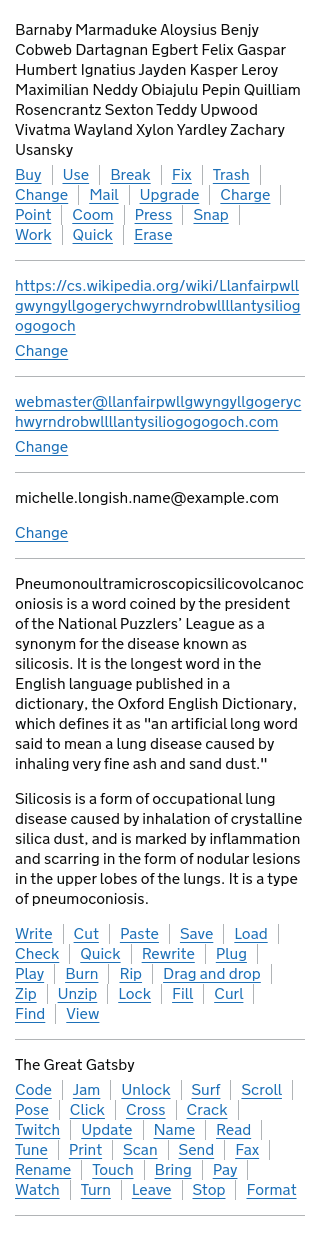 Barnaby Marmaduke Aloysius Benjy
Cobweb Dartagnan Egbert Felix Gaspar
Humbert Ignatius Jayden Kasper Leroy
Maximilian Neddy Obiajulu Pepin Quilliam
Rosencrantz Sexton Teddy Upwood
Vivatma Wayland Xylon Yardley Zachary
Usansky
Buy Use Break Fix Trash
Change Mail Upgrade Charge
Point Coom Press Snap
Work Quick Erase
https://cs.wikipedia.org/wiki/Llanfairpwll
gwyngyllgogerychwyrndrobwllllantysiliog
ogogoch
Change
webmaster@llanfairpwllgwyngyllgogeryc
hwyrndrobwllllantysiliogogogoch.com
Change
michelle.longish.name@example.com
Change
Pneumonoultramicroscopicsilicovolcanoc
oniosis is a word coined by the president
of the National Puzzlers’ League as a
synonym for the disease known as
silicosis. It is the longest word in the
English language published in a
dictionary, the Oxford English Dictionary,
which defines it as "an artificial long word
said to mean a lung disease caused by
inhaling very fine ash and sand dust."
Silicosis is a form of occupational lung
disease caused by inhalation of crystalline
silica dust, and is marked by inflammation
and scarring in the form of nodular lesions
in the upper lobes of the lungs. It is a type
of pneumoconiosis.
Write Cut Paste Save Load
Check Quick Rewrite Plug
Play Burn Rip Drag and drop
Zip Unzip Lock Fill Curl
Find View
The Great Gatsby
Code Jam Unlock Surf Scroll
Pose Click Cross Crack
Twitch Update Name Read
Tune Print Scan Send Fax
Rename Touch Bring Pay
Watch Turn Leave Stop Format